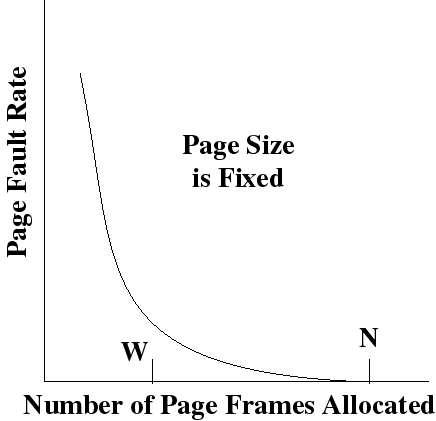 Page Fault Rate
Page Size
is Fixed
W
N
Number of Page Frames Allocated